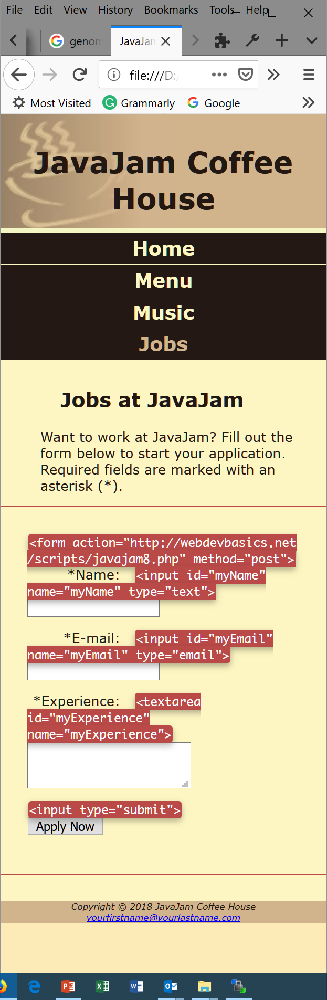 File Edit View History Bookmarks Tools Help
genom JavaJam
file:///D:/
Most Visited Grammarly Google
JavaJam Coffee
House
Home
Menu
Music
Jobs
Jobs at JavaJam
Want to work at JavaJam? Fill out the
form below to start your application.
Required fields are marked with an
asterisk (*).
<form action="http://webdevbasics.net
/scripts/javajam8.php" method="post">
*Name: <input id="myName"
name="myName" type="text">
*E-mail: <input id="myEmail"
name="myEmail" type="email">
*Experience: <textarea
id="myExperience"
name="myExperience">
<input type="submit">
Apply Now
Copyright © 2018 JavaJam Coffee House
yourfirstname@yourlastname.com